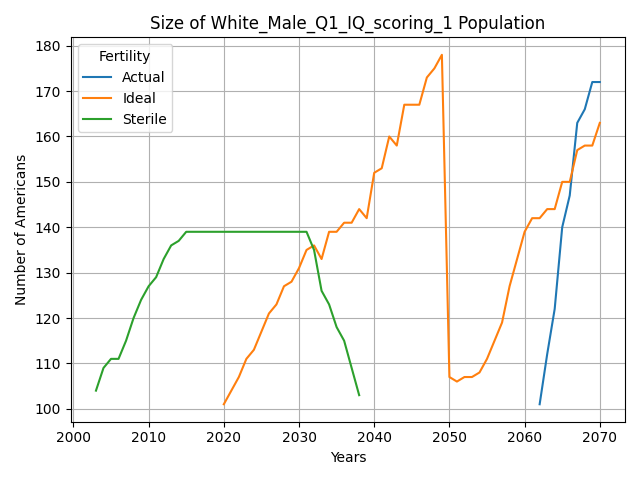 Size of White_Male_Q1_IQ_scoring_1 Population
Fertility
Actual
Ideal
Sterile
Number of Americans
180
170
160
150
140
130
120
110
100
2000 2010 2020 2030 2040 2050 2060 2070
Years